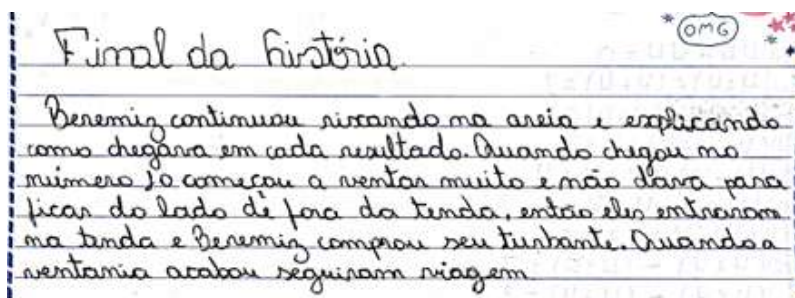 OMG
Final da história.
Beremiz continuou riscando na areia e explicando
como chegava em cada resultado. Quando chegou no
número 10 começou a ventar muito e não dava para
ficar do lado de fora da tenda, então eles entraram
na tenda e Beremiz comprou seu turbante. Quando a
ventania acabou seguiram viagem.